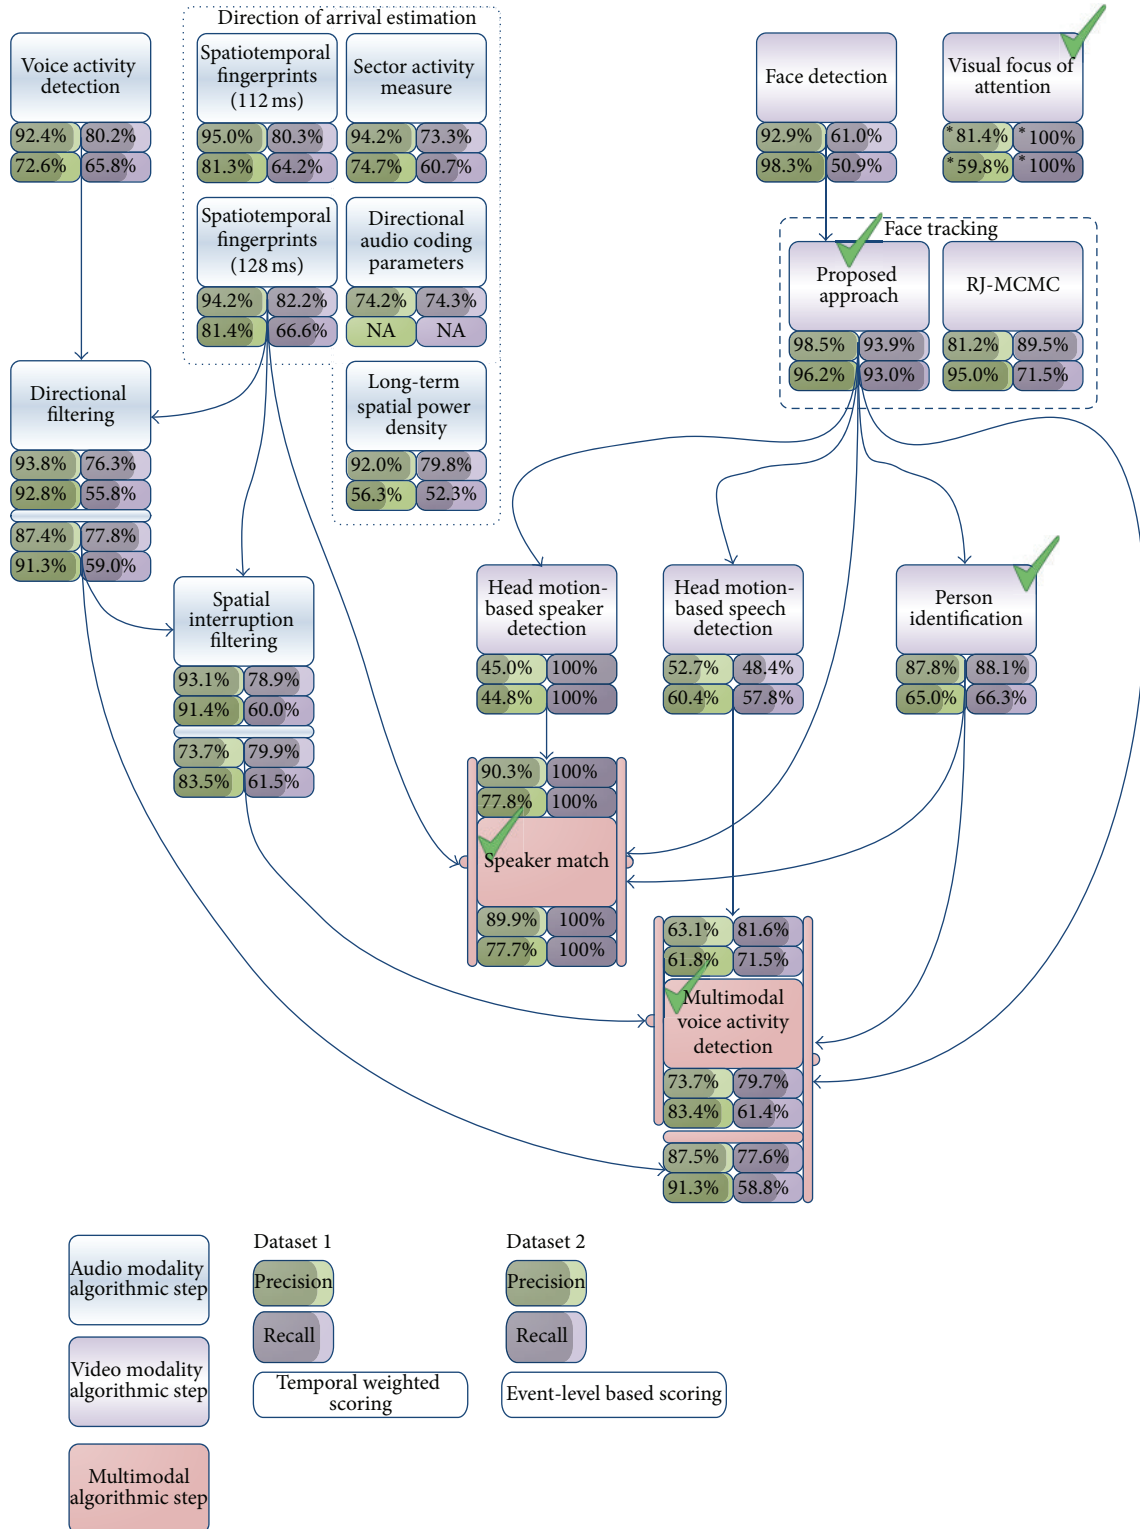 Direction of arrival estimation
Voice activity
detection
92.4% 80.2%
72.6% 65.8%
Spatiotemporal
fingerprints
(112 ms)
95.0% 80.3%
81.3% 64.2%
Sector activity
measure
94.2% 73.3%
74.7% 60.7%
Face detection
92.9% 61.0%
98.3% 50.9%
Visual focus of
attention
*81.4% *100%
*59.8% *100%
Spatiotemporal
fingerprints
(128 ms)
94.2% 82.2%
81.4% 66.6%
Directional
audio coding
parameters
74.2% 74.3%
NA NA
Face tracking
Proposed
approach
98.5% 93.9%
96.2% 93.0%
RJ-MCMC
81.2% 89.5%
95.0% 71.5%
Directional
filtering
93.8% 76.3%
92.8% 55.8%
87.4% 77.8%
91.3% 59.0%
Long-term
spatial power
density
92.0% 79.8%
56.3% 52.3%
Spatial
interruption
filtering
93.1% 78.9%
91.4% 60.0%
73.7% 79.9%
83.5% 61.5%
Head motion-
based speaker
detection
45.0% 100%
44.8% 100%
Head motion-
based speech
detection
52.7% 48.4%
60.4% 57.8%
Person
identification
87.8% 88.1%
65.0% 66.3%
90.3% 100%
77.8% 100%
Speaker match
89.9% 100%
77.7% 100%
63.1% 81.6%
61.8% 71.5%
Multimodal
voice activity
detection
73.7% 79.7%
83.4% 61.4%
87.5% 77.6%
91.3% 58.8%
Audio modality
algorithmic step
Video modality
algorithmic step
Multimodal
algorithmic step
Dataset 1
Precision
Recall
Temporal weighted
scoring
Dataset 2
Precision
Recall
Event-level based scoring